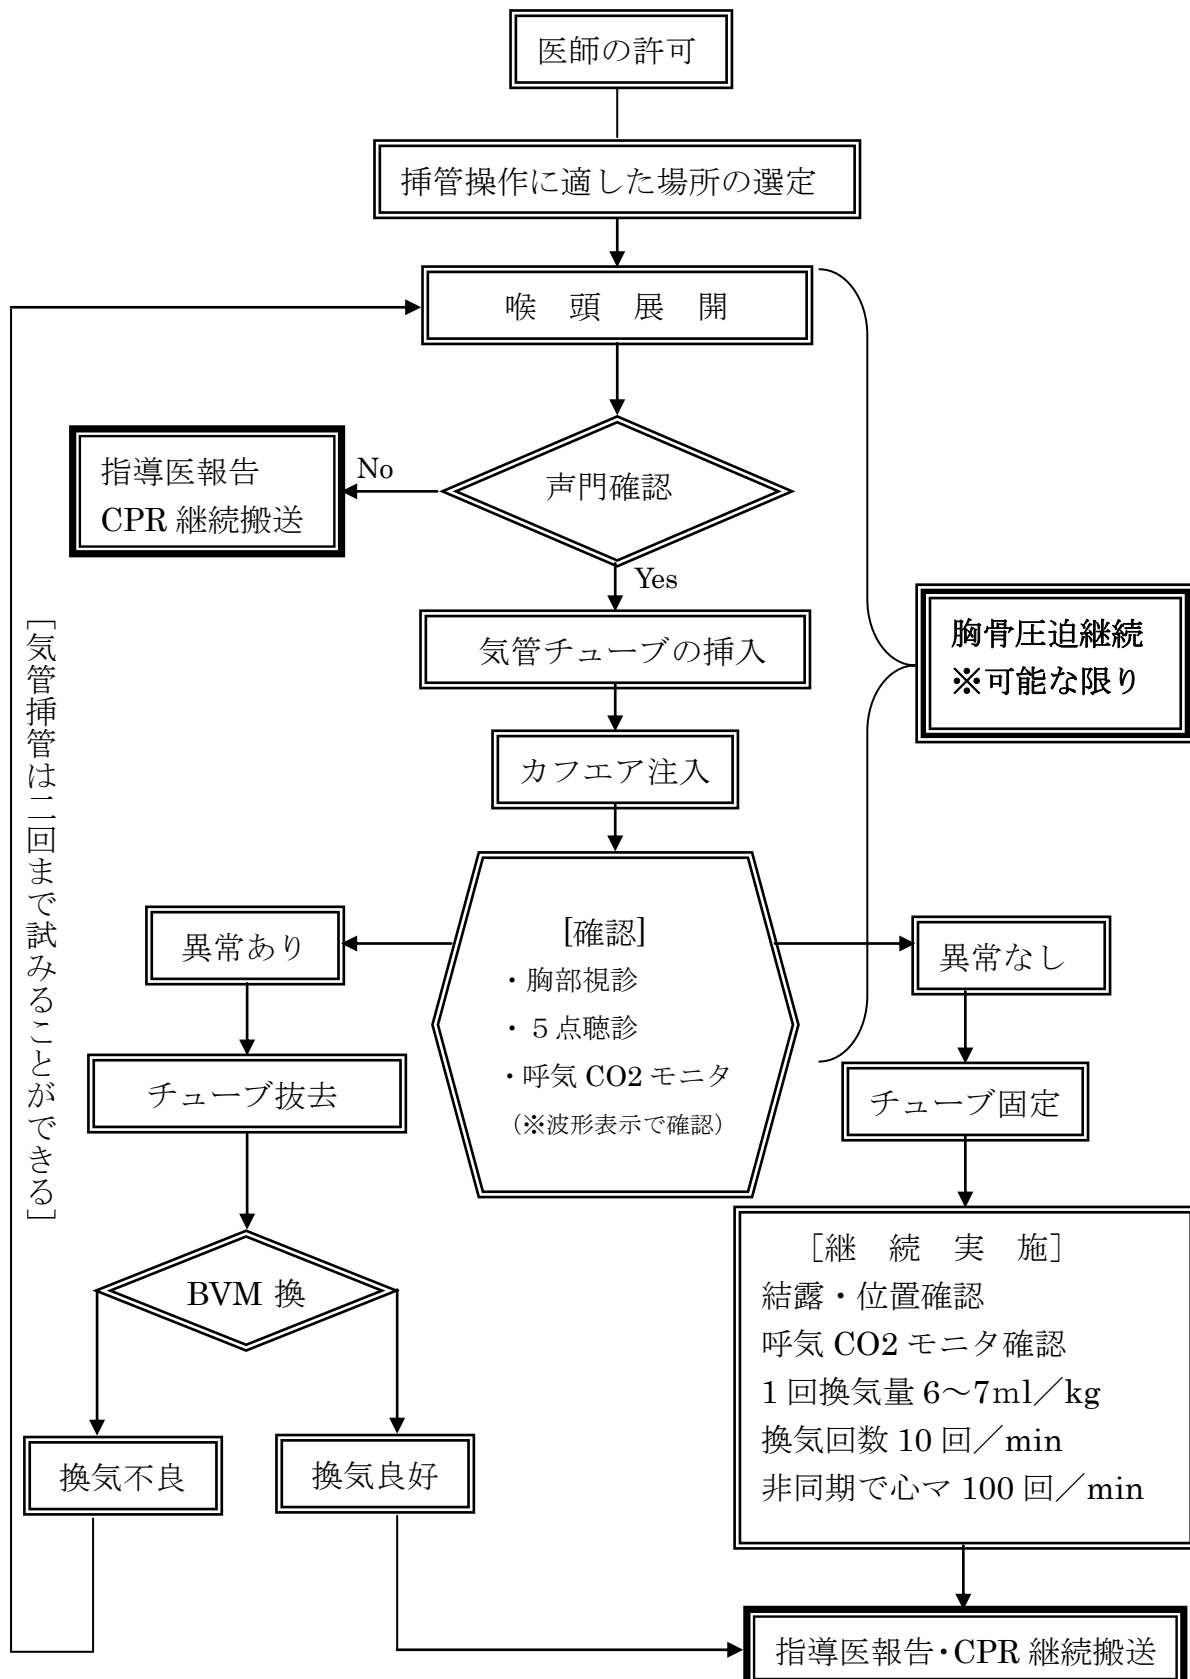 医師の許可
挿管操作に適した場所の選定
喉　頭　展　開
声門確認
No
指導医報告
CPR 継続搬送
Yes
気管チューブの挿入
胸骨圧迫継続
※可能な限り
カフエア注入
[確認]
・胸部視診
・５点聴診
・呼気 CO2 モニタ
（※波形表示で確認）
異常あり
異常なし
チューブ抜去
チューブ固定
BVM 換
換気不良
換気良好
［気管挿管は二回まで試みることができる］
［継　続　実　施］
結露・位置確認
呼気 CO2 モニタ確認
1 回換気量 6～7ml／kg
換気回数 10 回／min
非同期で心マ 100 回／min
指導医報告・CPR 継続搬送